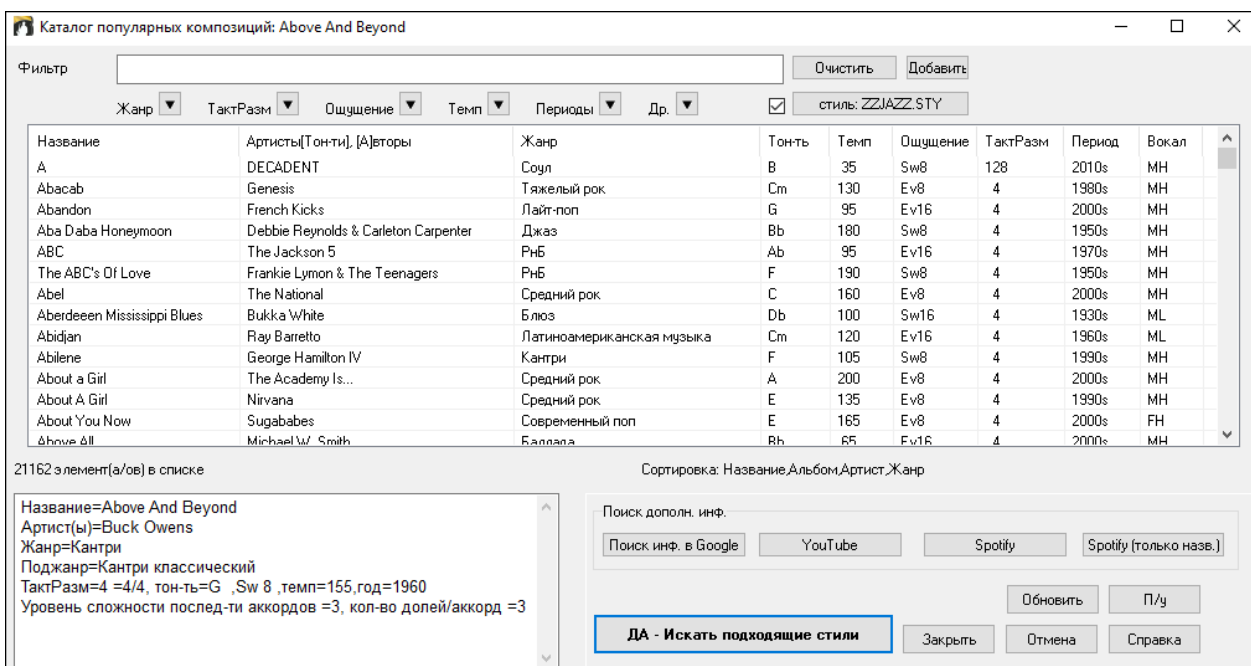 Каталог популярных композиций: Above And Beyond
Фильтр Очистить Добавить
Жанр ТактРазм Ощущение Темп Периоды Др. стиль: ZZJAZZ.STY
Название Артисты[Тон-ти], [А]вторы Жанр Тон-ть Темп Ощущение ТактРазм Период Вокал
A DECADENT Соул B 35 Sw8 128 2010s MH
Abacab Genesis Тяжелый рок Cm 130 Ev8 4 1980s MH
Abandon French Kicks Лайт-поп G 95 Ev16 4 2000s MH
Aba Daba Honeymoon Debbie Reynolds & Carleton Carpenter Джаз Bb 180 Sw8 4 1950s MH
ABC The Jackson 5 РнБ Ab 95 Ev16 4 1970s MH
The ABC's Of Love Frankie Lymon & The Teenagers РнБ F 190 Sw8 4 1950s MH
Abel The National Средний рок C 160 Ev8 4 2000s MH
Aberdeeen Mississippi Blues Bukka White Блюз Db 100 Sw16 4 1930s ML
Abidjan Ray Barretto Латиноамериканская музыка Cm 120 Ev16 4 1960s ML
Abilene George Hamilton IV Кантри F 105 Sw8 4 1990s MH
About a Girl The Academy Is... Средний рок A 200 Ev8 4 2000s MH
About A Girl Nirvana Средний рок E 135 Ev8 4 1990s MH
About You Now Sugababes Современный поп E 165 Ev8 4 2000s FH
Above All Michael W. Smith Баллада Bb 65 Ev16 4 2000s MH
21162 элемент(а/ов) в списке Сортировка: Название,Альбом,Артист,Жанр
Название=Above And Beyond
Артист(ы)=Buck Owens
Жанр=Кантри
Поджанр=Кантри классический
ТактРазм=4 =4/4, тон-ть=G ,Sw 8 ,темп=155,год=1960
Уровень сложности послед-ти аккордов =3, кол-во долей/аккорд =3
Поиск дополн. инф.
Поиск инф. в Google YouTube Spotify Spotify (только назв.)
Обновить П/у
ДА - Искать подходящие стили Закрыть Отмена Справка